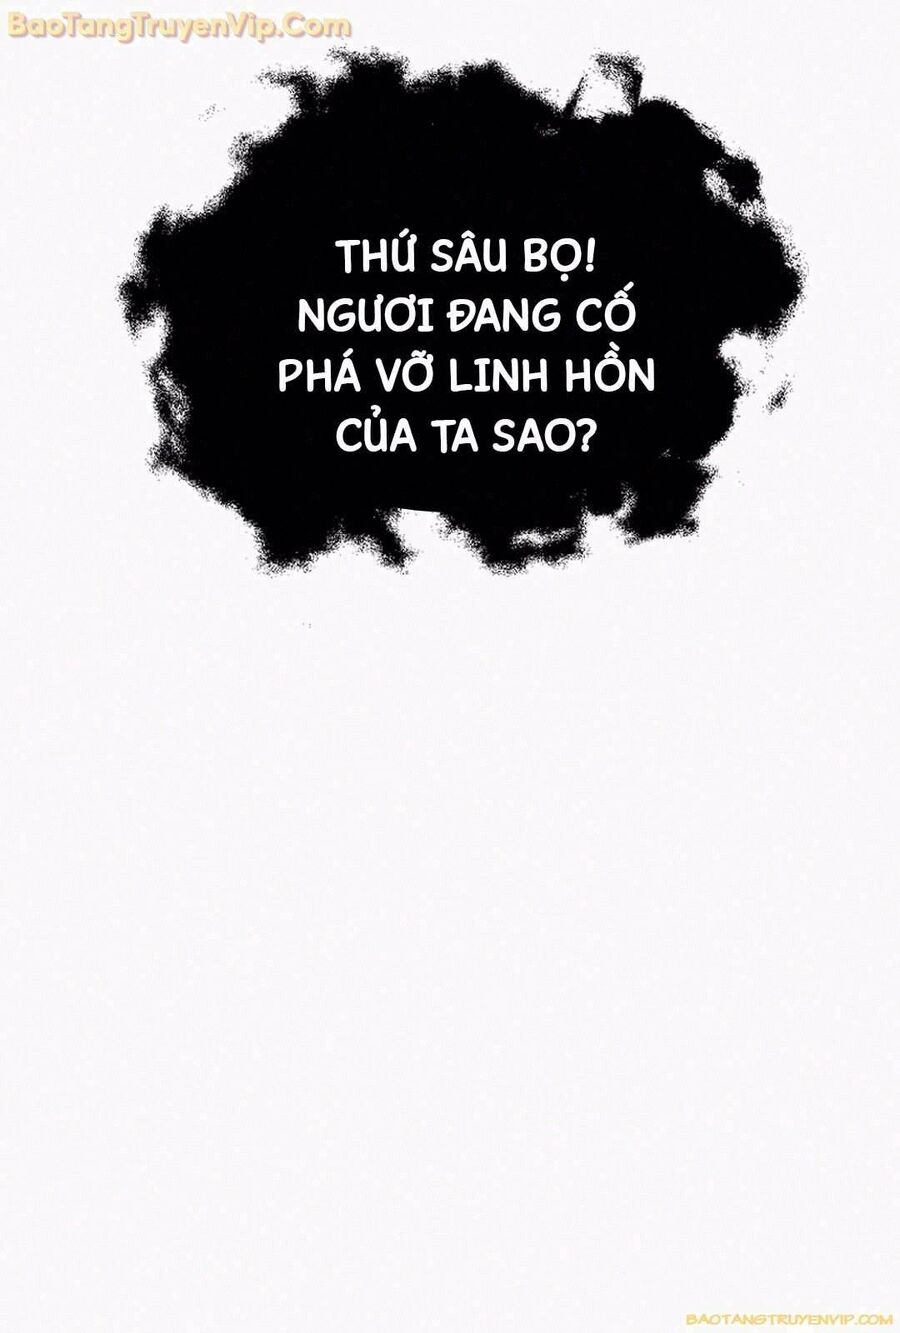 BaoTangTruyenVip.Com
THỨ SÂU BỌ!
NGƯƠI ĐANG CỐ
PHÁ VỠ LINH HỒN
CỦA TA SAO?
BAOTANGTRUYENVIP.COM